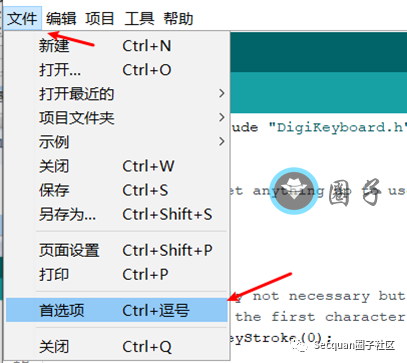 文件 编辑 项目 工具 帮助
新建 Ctrl+N
打开... Ctrl+O
打开最近的
项目文件夹
示例
关闭 Ctrl+W
保存 Ctrl+S
另存为... Ctrl+Shift+S
页面设置 Ctrl+Shift+P
打印 Ctrl+P
首选项 Ctrl+逗号
关闭 Ctrl+Q
lude "DigiKeyboard.h"
et anything up to use
圈子
y not necessary but
the first character
eyStroke(0);
Secquan圈子社区